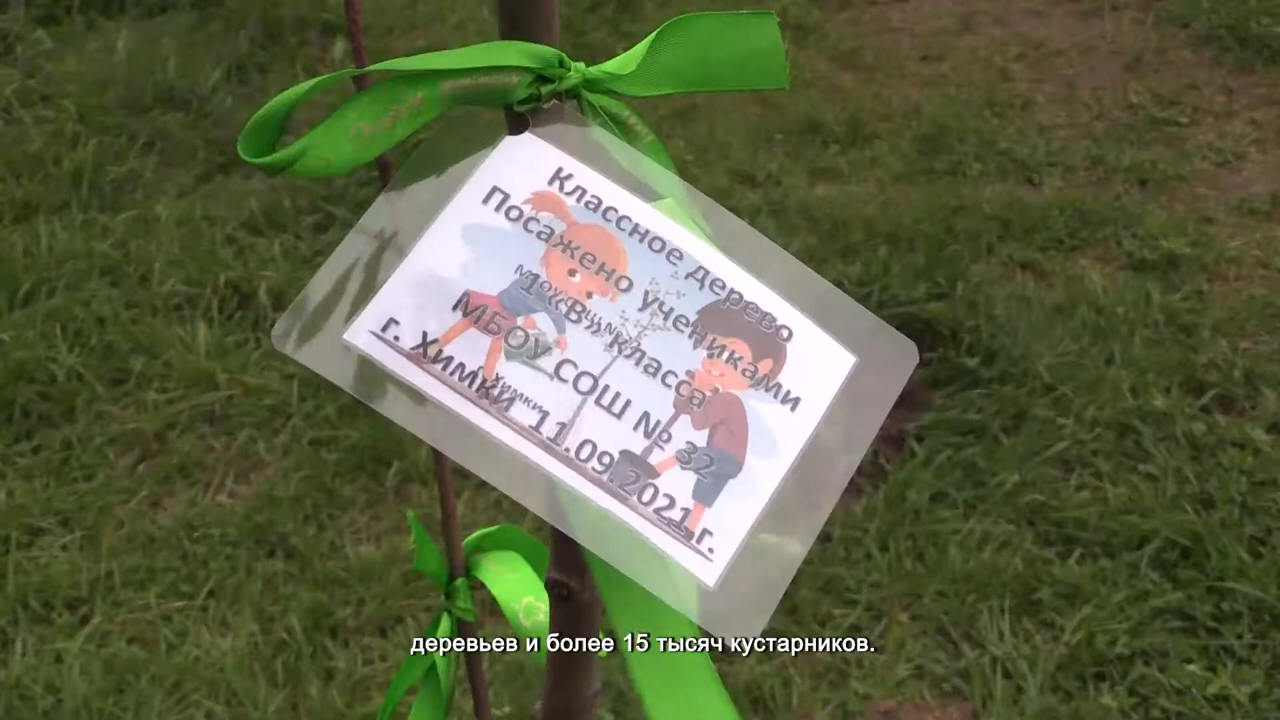 Классное дерево
Посажено учениками
1 «В» класса
МБОУ СОШ № 32
г. Химки 11.09.2021 г.
Химки
деревьев и более 15 тысяч кустарников.